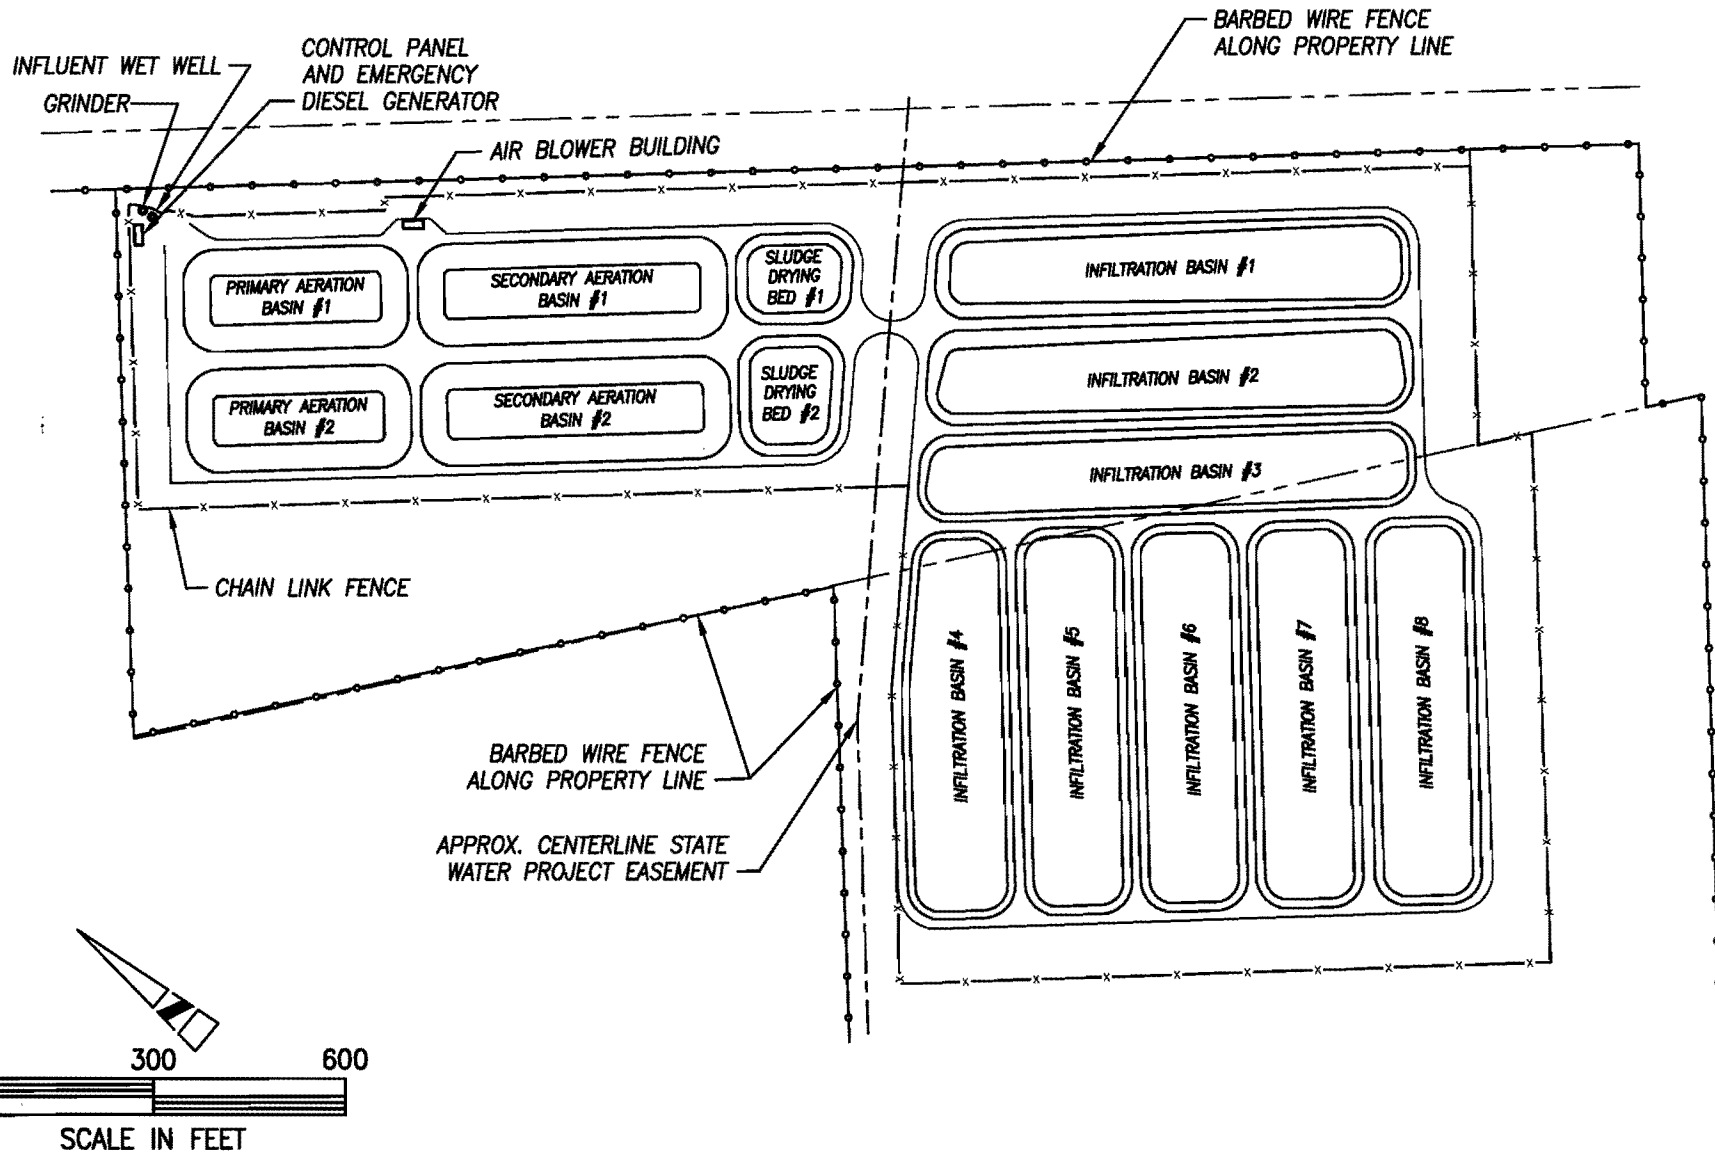 BARBED WIRE FENCE
ALONG PROPERTY LINE
CONTROL PANEL
AND EMERGENCY
DIESEL GENERATOR
INFLUENT WET WELL
GRINDER
AIR BLOWER BUILDING
PRIMARY AERATION
BASIN #1
SECONDARY AERATION
BASIN #1
SLUDGE
DRYING
BED #1
INFILTRATION BASIN #1
PRIMARY AERATION
BASIN #2
SECONDARY AERATION
BASIN #2
SLUDGE
DRYING
BED #2
INFILTRATION BASIN #2
INFILTRATION BASIN #3
CHAIN LINK FENCE
INFILTRATION BASIN #4
INFILTRATION BASIN #5
INFILTRATION BASIN #6
INFILTRATION BASIN #7
INFILTRATION BASIN #8
BARBED WIRE FENCE
ALONG PROPERTY LINE
APPROX. CENTERLINE STATE
WATER PROJECT EASEMENT
300 600
SCALE IN FEET